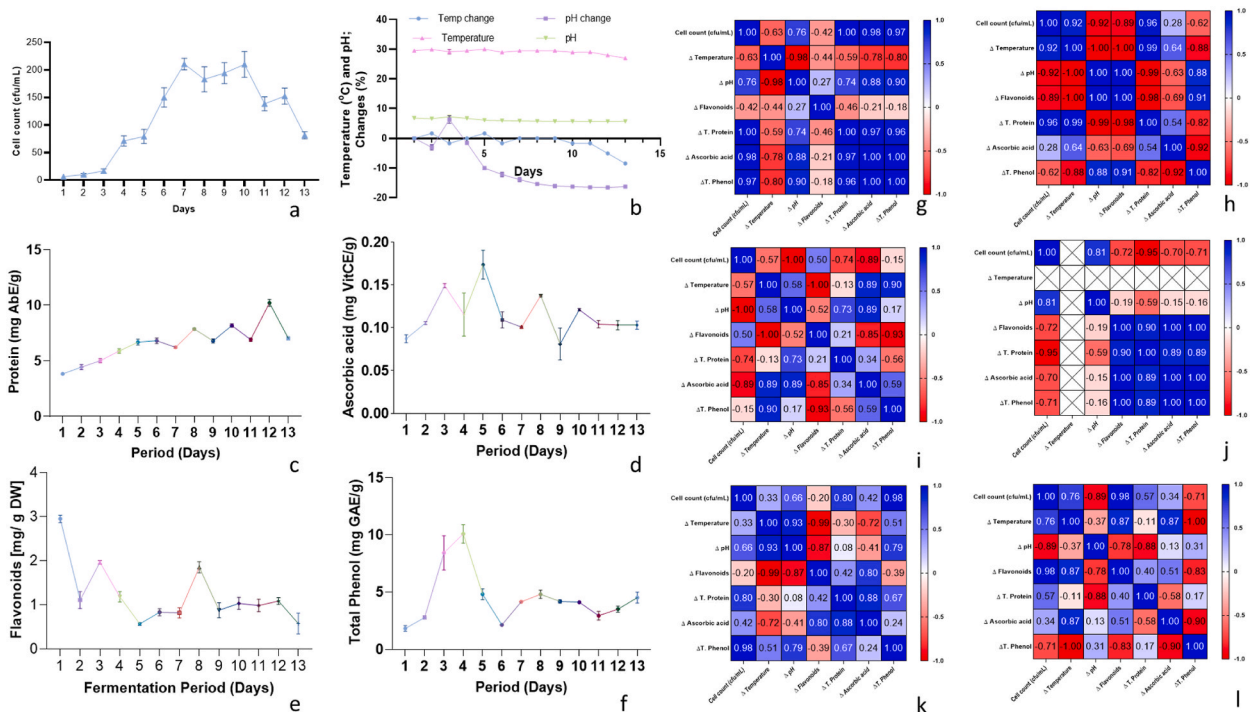 250
200
150
100
50
0
Cell count (cfu/mL)
1 2 3 4 5 6 7 8 9 10 11 12 13
Days
a
Temp change
pH change
Temperature
pH
Temperature (⁰C) and pH;
Changes (%)
40
30
20
10
0
-10
-20
5 10 15
Days
b
Protein (mg AbE/g)
15
10
5
0
1 2 3 4 5 6 7 8 9 10 11 12 13
Period (Days)
c
Ascorbic acid (mg VitCE/g)
0.20
0.15
0.10
0.05
0.00
1 2 3 4 5 6 7 8 9 10 11 12 13
Period (Days)
d
Flavonoids [mg/ g DW]
4
3
2
1
0
1 2 3 4 5 6 7 8 9 10 11 12 13
Fermentation Period (Days)
e
Total Phenol (mg GAE/g)
15
10
5
0
1 2 3 4 5 6 7 8 9 10 11 12 13
Period (Days)
f
Cell count (cfu/mL) 1.00 -0.63 0.76 -0.42 1.00 0.98 0.97
Δ Temperature -0.63 1.00 -0.98 -0.44 -0.59 -0.78 -0.80
Δ pH 0.76 -0.98 1.00 0.27 0.74 0.88 0.90
Δ Flavonoids -0.42 -0.44 0.27 1.00 -0.46 -0.21 -0.18
Δ T. Protein 1.00 -0.59 0.74 -0.46 1.00 0.97 0.96
Δ Ascorbic acid 0.98 -0.78 0.88 -0.21 0.97 1.00 1.00
ΔT. Phenol 0.97 -0.80 0.90 -0.18 0.96 1.00 1.00
Cell count (cfu/mL) Δ Temperature Δ pH Δ Flavonoids Δ T. Protein Δ Ascorbic acid ΔT. Phenol
1.0
0.5
0
-0.5
-1.0
g
Cell count (cfu/mL) 1.00 0.92 -0.92 -0.89 0.96 0.28 -0.62
Δ Temperature 0.92 1.00 -1.00 -1.00 0.99 0.64 -0.88
Δ pH -0.92 -1.00 1.00 1.00 -0.99 -0.63 0.88
Δ Flavonoids -0.89 -1.00 1.00 1.00 -0.98 -0.69 0.91
Δ T. Protein 0.96 0.99 -0.99 -0.98 1.00 0.54 -0.82
Δ Ascorbic acid 0.28 0.64 -0.63 -0.69 0.54 1.00 -0.92
ΔT. Phenol -0.62 -0.88 0.88 0.91 -0.82 -0.92 1.00
Cell count (cfu/mL) Δ Temperature Δ pH Δ Flavonoids Δ T. Protein Δ Ascorbic acid ΔT. Phenol
1.0
0.5
0
-0.5
-1.0
h
Cell count (cfu/mL) 1.00 -0.57 -1.00 0.50 -0.74 -0.89 -0.15
Δ Temperature -0.57 1.00 0.58 -1.00 -0.13 0.89 0.90
Δ pH -1.00 0.58 1.00 -0.52 0.73 0.89 0.17
Δ Flavonoids 0.50 -1.00 -0.52 1.00 0.21 -0.85 -0.93
Δ T. Protein -0.74 -0.13 0.73 0.21 1.00 0.34 -0.56
Δ Ascorbic acid -0.89 0.89 0.89 -0.85 0.34 1.00 0.59
ΔT. Phenol -0.15 0.90 0.17 -0.93 -0.56 0.59 1.00
Cell count (cfu/mL) Δ Temperature Δ pH Δ Flavonoids Δ T. Protein Δ Ascorbic acid ΔT. Phenol
1.0
0.5
0
-0.5
-1.0
i
Cell count (cfu/mL) 1.00 0.81 -0.72 -0.95 -0.70 -0.71
Δ Temperature
Δ pH 0.81 1.00 -0.19 -0.59 -0.15 -0.16
Δ Flavonoids -0.72 -0.19 1.00 0.90 1.00 1.00
Δ T. Protein -0.95 -0.59 0.90 1.00 0.89 0.89
Δ Ascorbic acid -0.70 -0.15 1.00 0.89 1.00 1.00
ΔT. Phenol -0.71 -0.16 1.00 0.89 1.00 1.00
Cell count (cfu/mL) Δ Temperature Δ pH Δ Flavonoids Δ T. Protein Δ Ascorbic acid ΔT. Phenol
1.0
0.5
0
-0.5
-1.0
j
Cell count (cfu/mL) 1.00 0.33 0.66 -0.20 0.80 0.42 0.98
Δ Temperature 0.33 1.00 0.93 -0.99 -0.30 -0.72 0.51
Δ pH 0.66 0.93 1.00 -0.87 0.08 -0.41 0.79
Δ Flavonoids -0.20 -0.99 -0.87 1.00 0.42 0.80 -0.39
Δ T. Protein 0.80 -0.30 0.08 0.42 1.00 0.88 0.67
Δ Ascorbic acid 0.42 -0.72 -0.41 0.80 0.88 1.00 0.24
ΔT. Phenol 0.98 0.51 0.79 -0.39 0.67 0.24 1.00
Cell count (cfu/mL) Δ Temperature Δ pH Δ Flavonoids Δ T. Protein Δ Ascorbic acid ΔT. Phenol
1.0
0.5
0
-0.5
-1.0
k
Cell count (cfu/mL) 1.00 0.76 -0.89 0.98 0.57 0.34 -0.71
Δ Temperature 0.76 1.00 -0.37 0.87 -0.11 0.87 -1.00
Δ pH -0.89 -0.37 1.00 -0.78 -0.88 0.13 0.31
Δ Flavonoids 0.98 0.87 -0.78 1.00 0.40 0.51 -0.83
Δ T. Protein 0.57 -0.11 -0.88 0.40 1.00 -0.58 0.17
Δ Ascorbic acid 0.34 0.87 0.13 0.51 -0.58 1.00 -0.90
ΔT. Phenol -0.71 -1.00 0.31 -0.83 0.17 -0.90 1.00
Cell count (cfu/mL) Δ Temperature Δ pH Δ Flavonoids Δ T. Protein Δ Ascorbic acid ΔT. Phenol
1.0
0.5
0
-0.5
-1.0
l